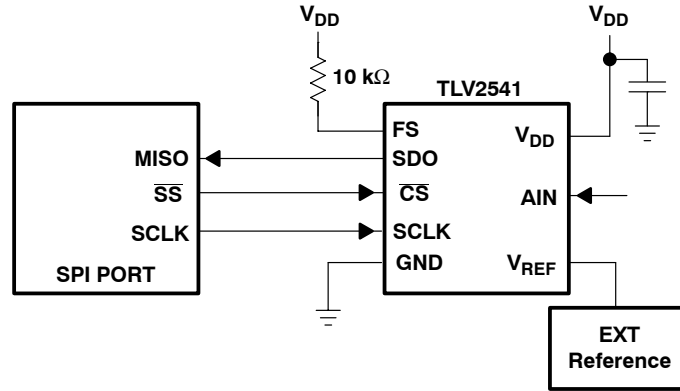 VDD
VDD
10 kΩ
TLV2541
FS
VDD
MISO
SDO
SS
CS
AIN
SCLK
SCLK
GND
VREF
SPI PORT
EXT
Reference